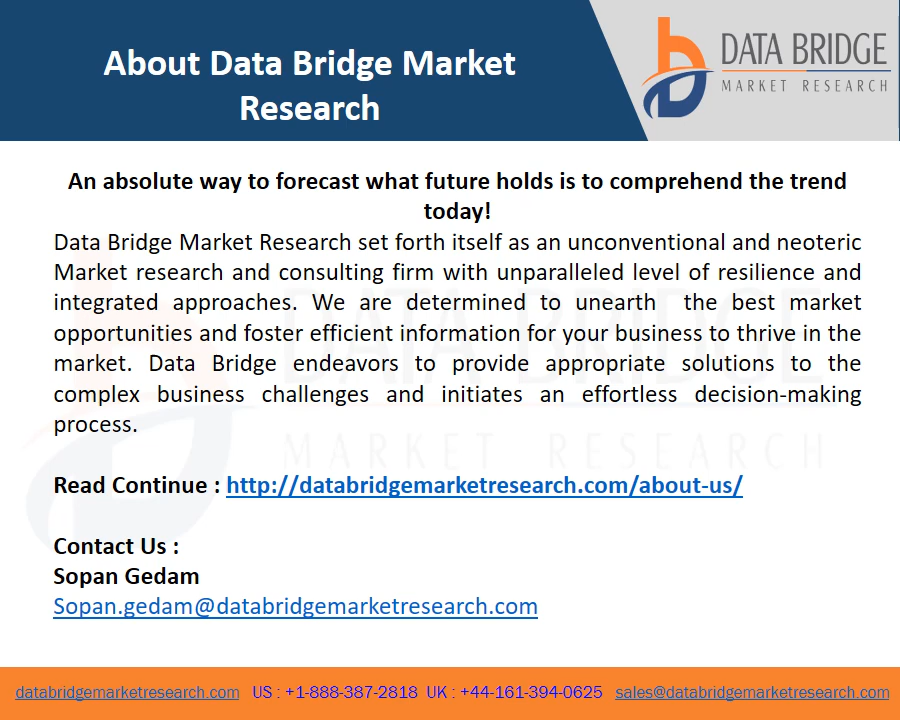 About Data Bridge Market
Research
DATA BRIDGE
MARKET RESEARCH
An absolute way to forecast what future holds is to comprehend the trend
today!
Data Bridge Market Research set forth itself as an unconventional and neoteric
Market research and consulting firm with unparalleled level of resilience and
integrated approaches. We are determined to unearth  the best market
opportunities and foster efficient information for your business to thrive in the
market. Data Bridge endeavors to provide appropriate solutions to the
complex business challenges and initiates an effortless decision-making
process.
DATA BRIDGE
MARKET RESEARCH
Read Continue : http://databridgemarketresearch.com/about-us/
Contact Us :
Sopan Gedam
Sopan.gedam@databridgemarketresearch.com
databridgemarketresearch.com US : +1-888-387-2818 UK : +44-161-394-0625 sales@databridgemarketresearch.com